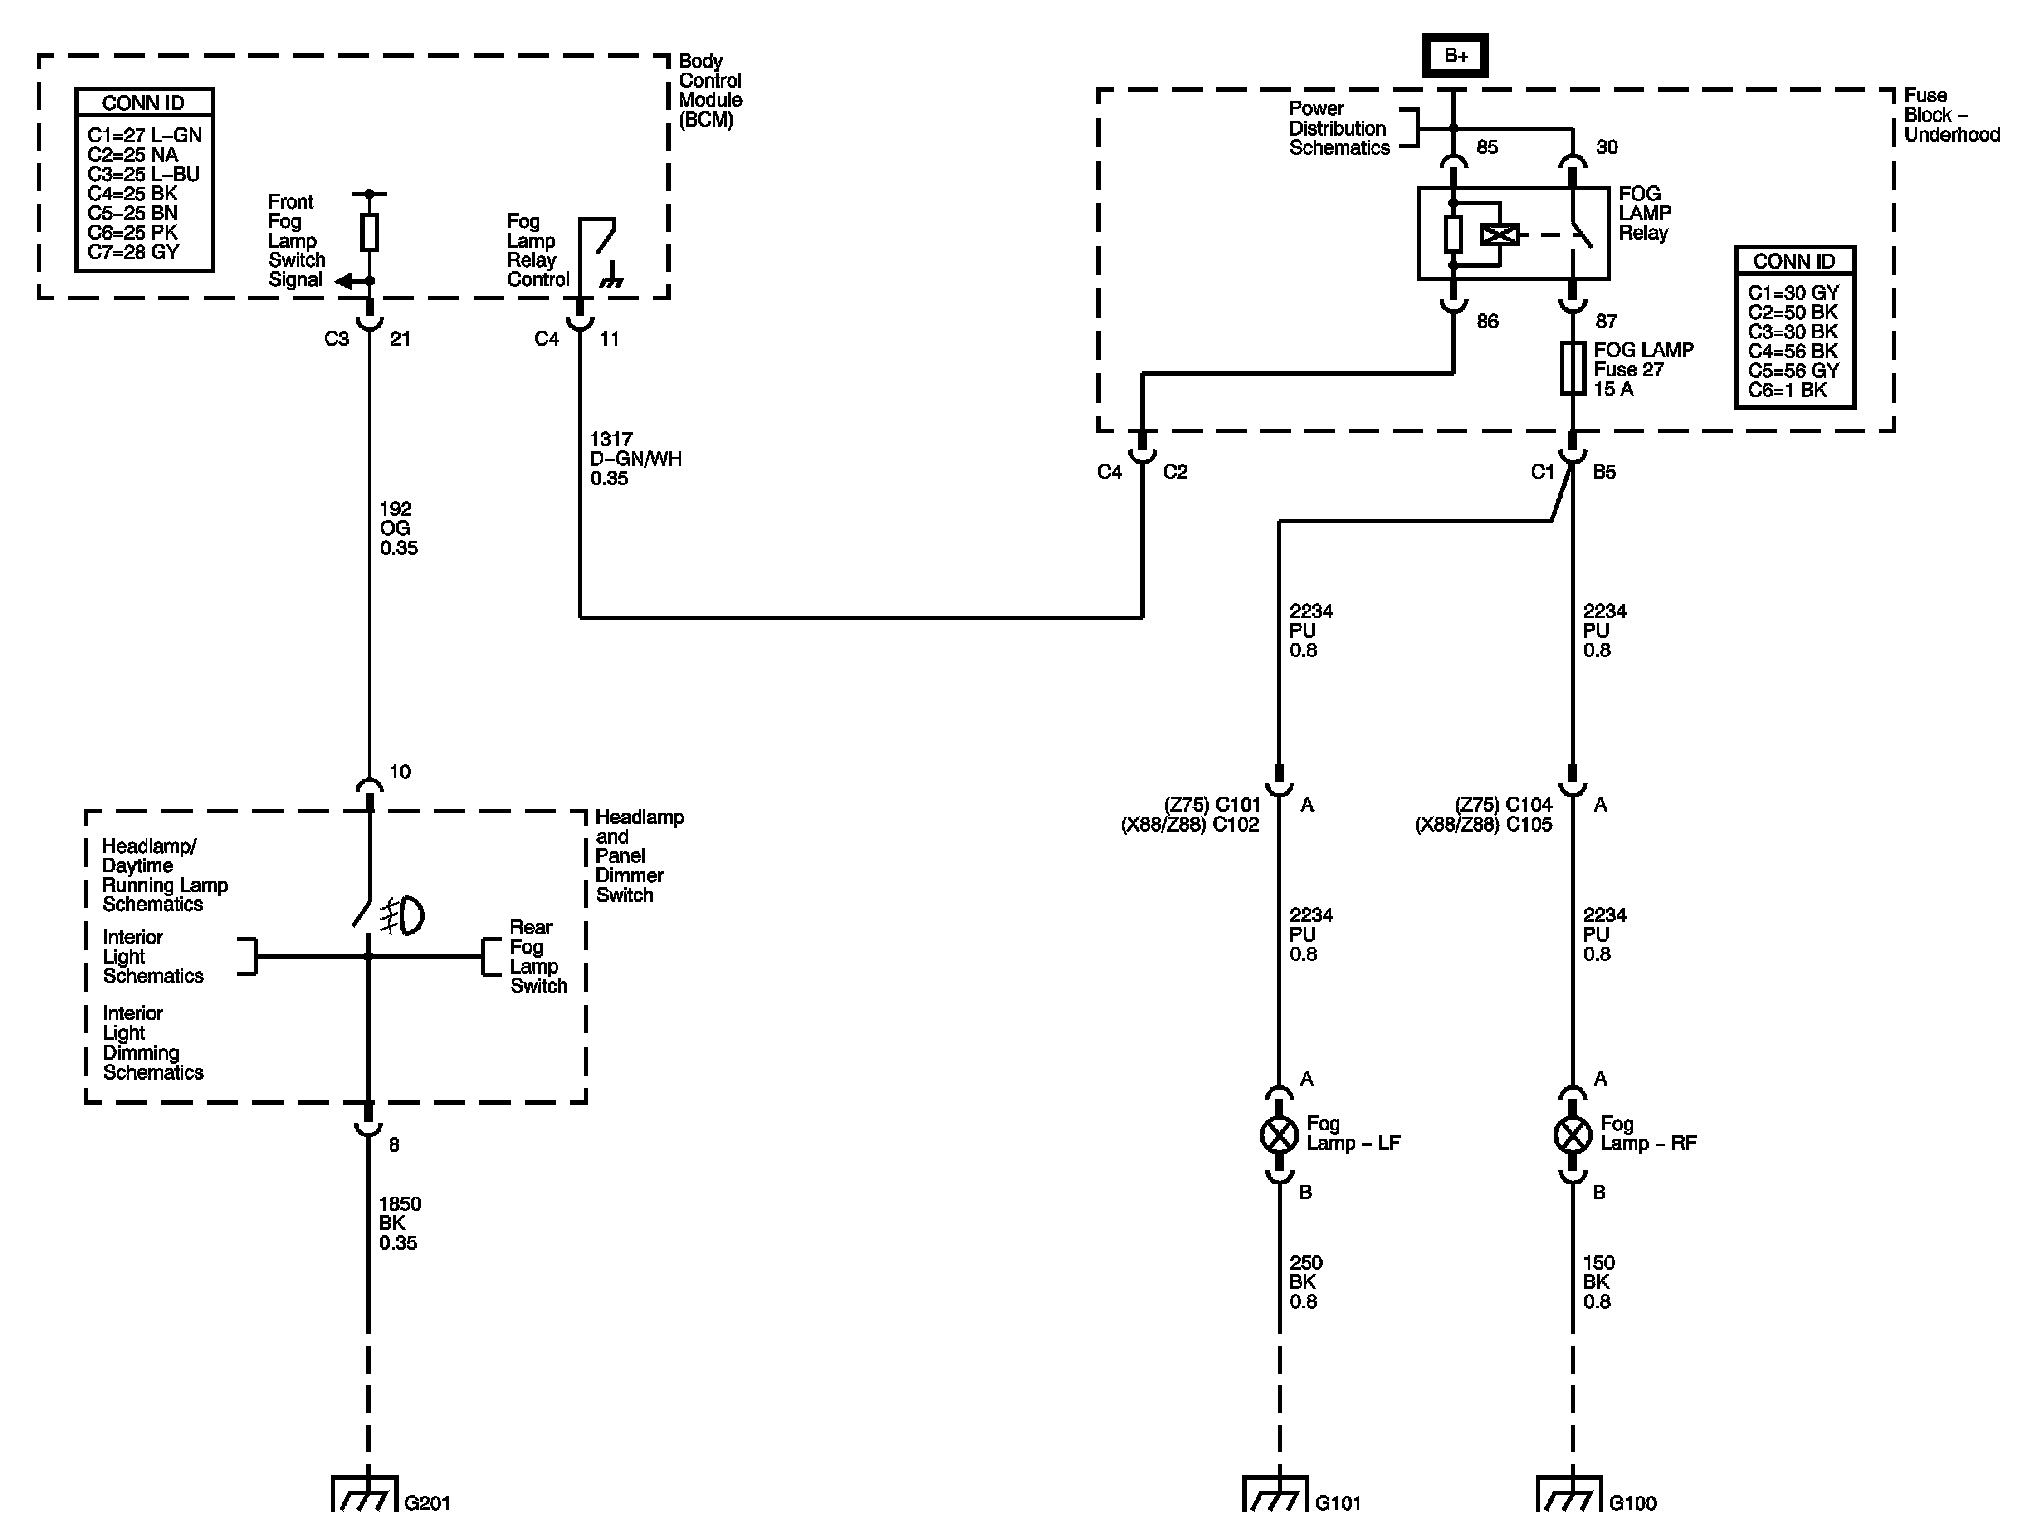 Body
Control
Module
(BCM)
CONN ID
C1=27 L-GN
C2=25 NA
C3=25 L-BU
C4=25 BK
C5-25 BN
C6=25 PK
C7=28 GY
Front
Fog
Lamp
Switch
Signal
Fog
Lamp
Relay
Control
C3 21
C4 11
B+
Fuse
Block -
Underhood
Power
Distribution
Schematics
85
30
FOG
LAMP
Relay
86
87
FOG LAMP
Fuse 27
15 A
CONN ID
C1=30 GY
C2=50 BK
C3=30 BK
C4=56 BK
C5=56 GY
C6=1 BK
C4 C2
C1 B5
1317
D-GN/WH
0.35
192
OG
0.35
2234
PU
0.8
2234
PU
0.8
10
Headlamp
and
Panel
Dimmer
Switch
Headlamp/
Daytime
Running Lamp
Schematics
Interior
Light
Schematics
Interior
Light
Dimming
Schematics
Rear
Fog
Lamp
Switch
8
1850
BK
0.35
G201
(Z75) C101 A
(X88/Z88) C102
(Z75) C104 A
(X88/Z88) C105
2234
PU
0.8
2234
PU
0.8
A
Fog
Lamp - LF
B
A
Fog
Lamp - RF
B
250
BK
0.8
150
BK
0.8
G101
G100